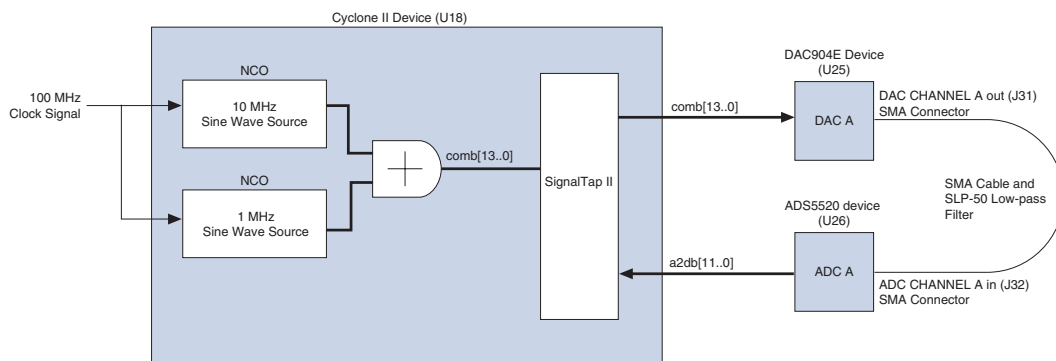 Cyclone II Device (U18)
NCO
100 MHz
Clock Signal
10 MHz
Sine Wave Source
NCO
1 MHz
Sine Wave Source
comb[13..0]
SignalTap II
comb[13..0]
a2db[11..0]
DAC904E Device
(U25)
DAC A
DAC CHANNEL A out (J31)
SMA Connector
SMA Cable and
SLP-50 Low-pass
Filter
ADS5520 device
(U26)
ADC A
ADC CHANNEL A in (J32)
SMA Connector